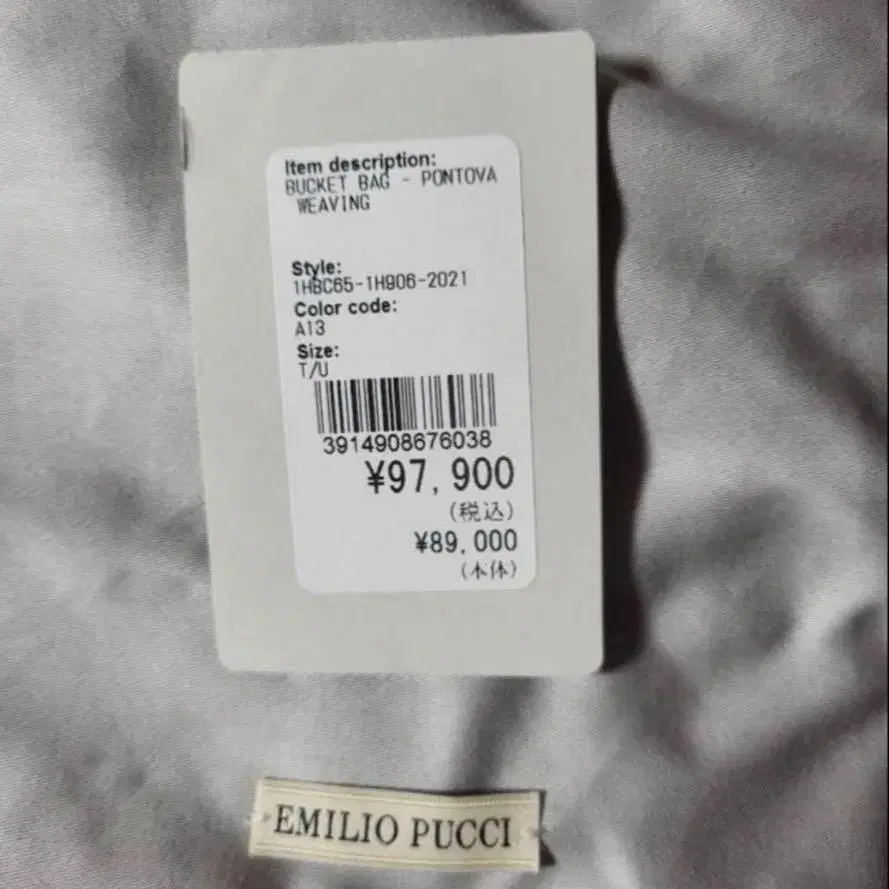 Item description:
BUCKET BAG - PONTOVA
WEAVING
Style:
1HBC65-1H906-2021
Color code:
A13
Size:
T/U
3914908676038
¥97,900
(税込)
¥89,000
(本体)
EMILIO PUCCI